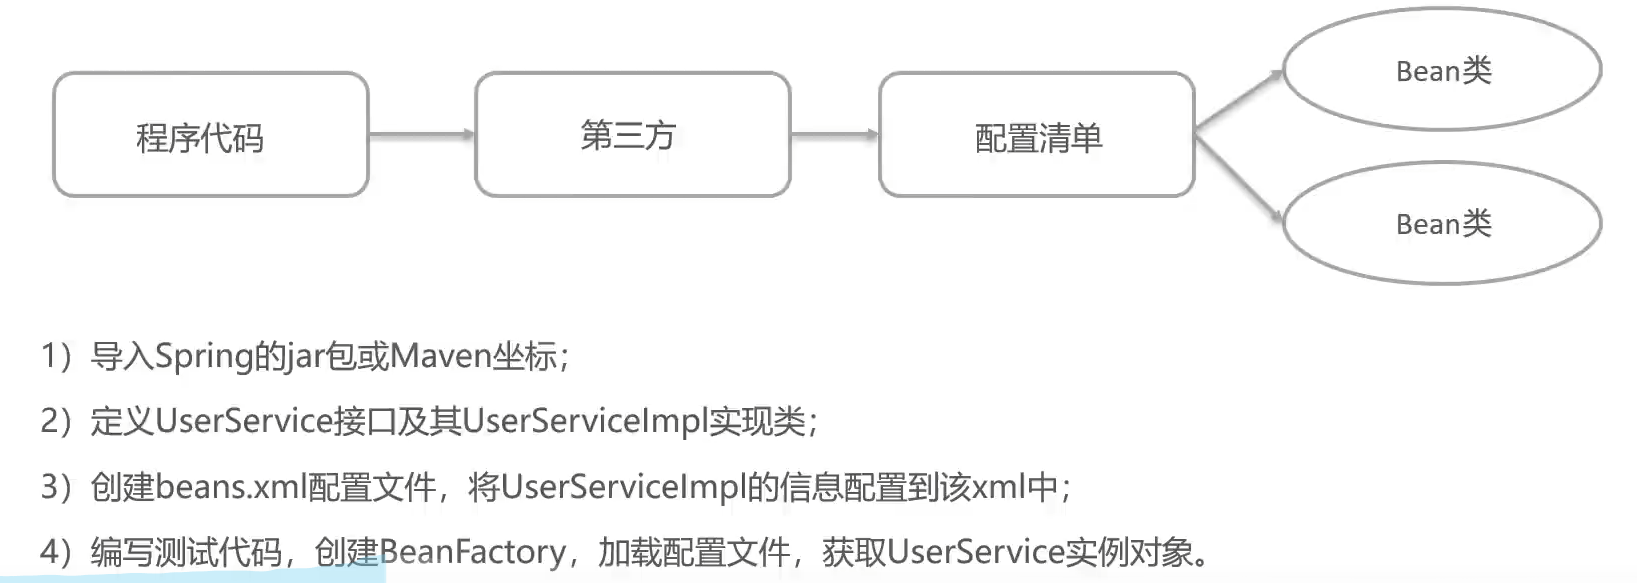 程序代码
第三方
配置清单
Bean类
Bean类
1）导入Spring的jar包或Maven坐标；
2）定义UserService接口及其UserServiceImpl实现类；
3）创建beans.xml配置文件，将UserServiceImpl的信息配置到该xml中；
4）编写测试代码，创建BeanFactory，加载配置文件，获取UserService实例对象。